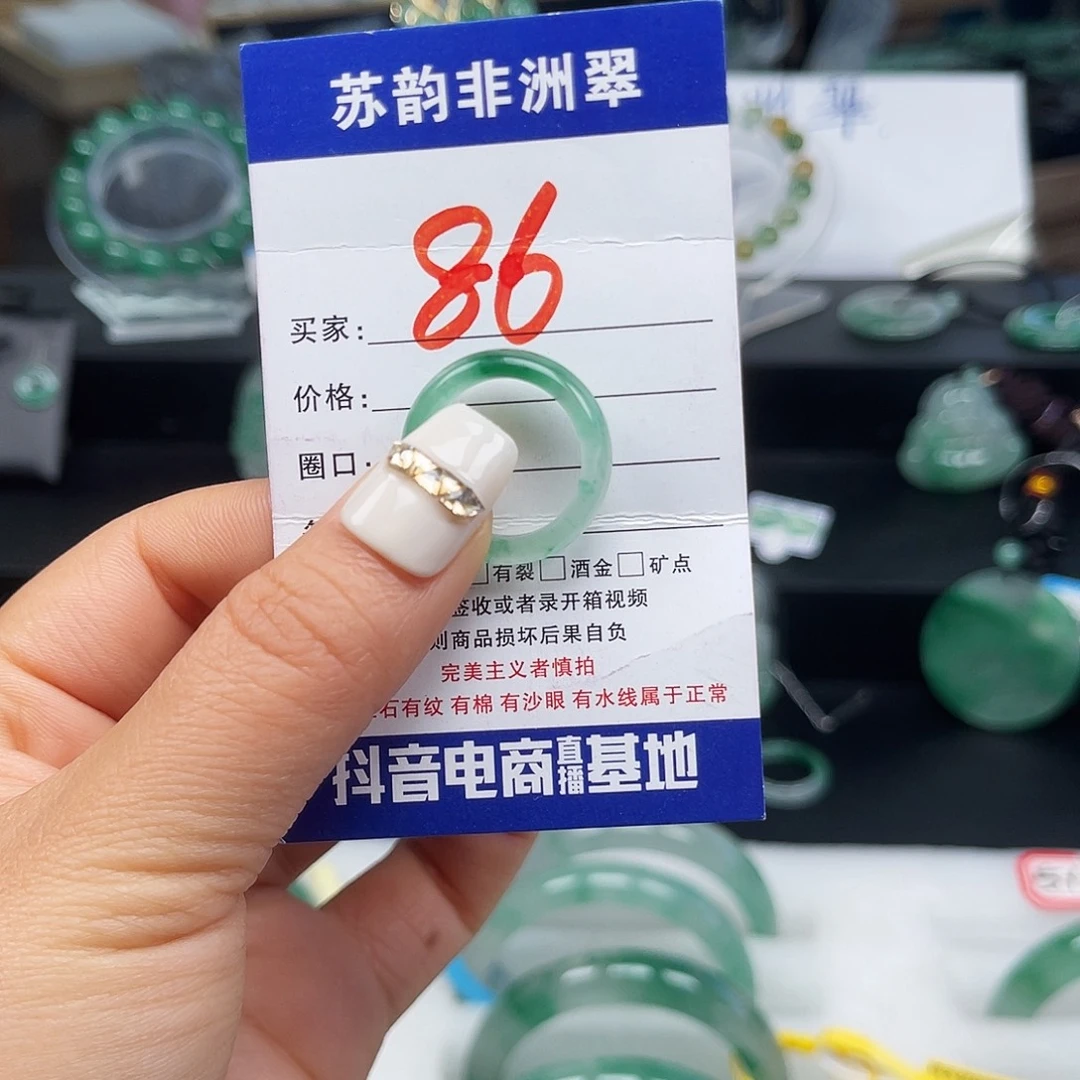 苏韵非洲翠
86
买家:
价格:
圈口:
有裂 酒金 矿点
签收或者录开箱视频
则商品损坏后果自负
完美主义者慎拍
石有纹 有棉 有沙眼 有水线属于正常
抖音电商直播基地